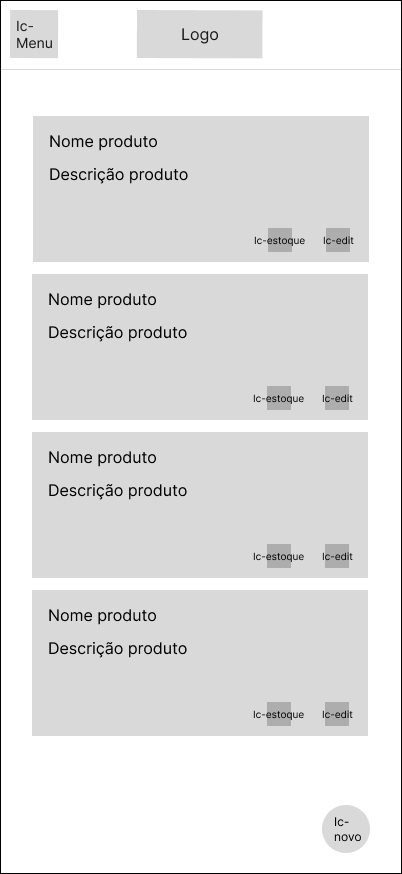 Ic-
Menu
Logo
Nome produto
Descrição produto
Ic-estoque
Ic-edit
Nome produto
Descrição produto
Ic-estoque
Ic-edit
Nome produto
Descrição produto
Ic-estoque
Ic-edit
Nome produto
Descrição produto
Ic-estoque
Ic-edit
Ic-
novo